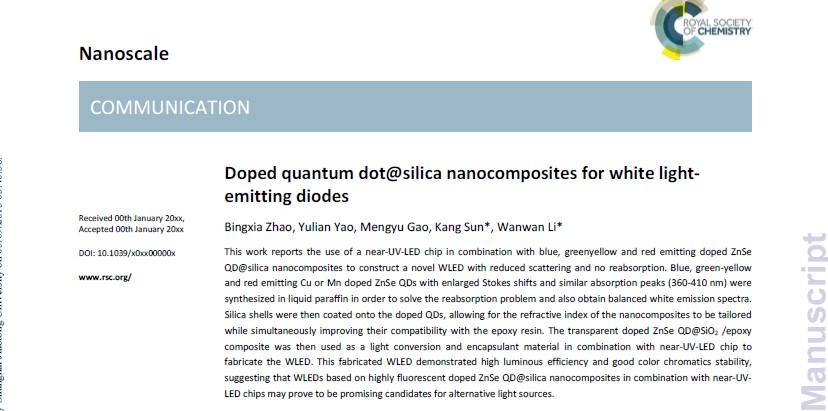 ROYAL SOCIETY
OF CHEMISTRY
Nanoscale
COMMUNICATION
Doped quantum dot@silica nanocomposites for white light-
emitting diodes
Received 00th January 20xx,
Accepted 00th January 20xx
DOI: 10.1039/x0xx00000x
www.rsc.org/
Bingxia Zhao, Yulian Yao, Mengyu Gao, Kang Sun*, Wanwan Li*
This work reports the use of a near-UV-LED chip in combination with blue, greenyellow and red emitting doped ZnSe
QD@silica nanocomposites to construct a novel WLED with reduced scattering and no reabsorption. Blue, green-yellow
and red emitting Cu or Mn doped ZnSe QDs with enlarged Stokes shifts and similar absorption peaks (360-410 nm) were
synthesized in liquid paraffin in order to solve the reabsorption problem and also obtain balanced white emission spectra.
Silica shells were then coated onto the doped QDs, allowing for the refractive index of the nanocomposites to be tailored
while simultaneously improving their compatibility with the epoxy resin. The transparent doped ZnSe QD@SiO₂ /epoxy
composite was then used as a light conversion and encapsulant material in combination with near-UV-LED chip to
fabricate the WLED. This fabricated WLED demonstrated high luminous efficiency and good color chromatics stability,
suggesting that WLEDs based on highly fluorescent doped ZnSe QD@silica nanocomposites in combination with near-UV-
LED chips may prove to be promising candidates for alternative light sources.
Manuscript